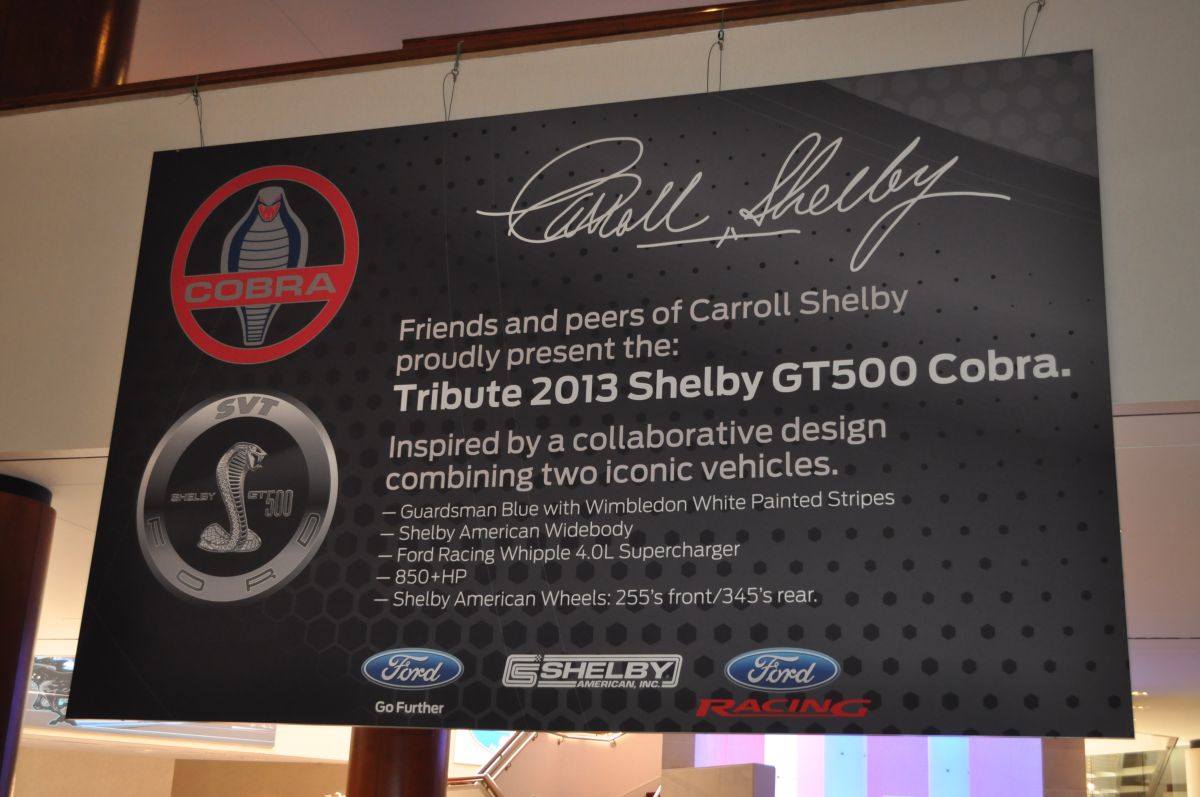 Carroll Shelby
COBRA
Friends and peers of Carroll Shelby
proudly present the:
Tribute 2013 Shelby GT500 Cobra.
SVT
SHELBY GT500
FORD
Inspired by a collaborative design
combining two iconic vehicles.
— Guardsman Blue with Wimbledon White Painted Stripes
— Shelby American Widebody
— Ford Racing Whipple 4.0L Supercharger
— 850+HP
— Shelby American Wheels: 255's front/345's rear.
Ford
Go Further
SHELBY
AMERICAN, INC.
Ford
RACING